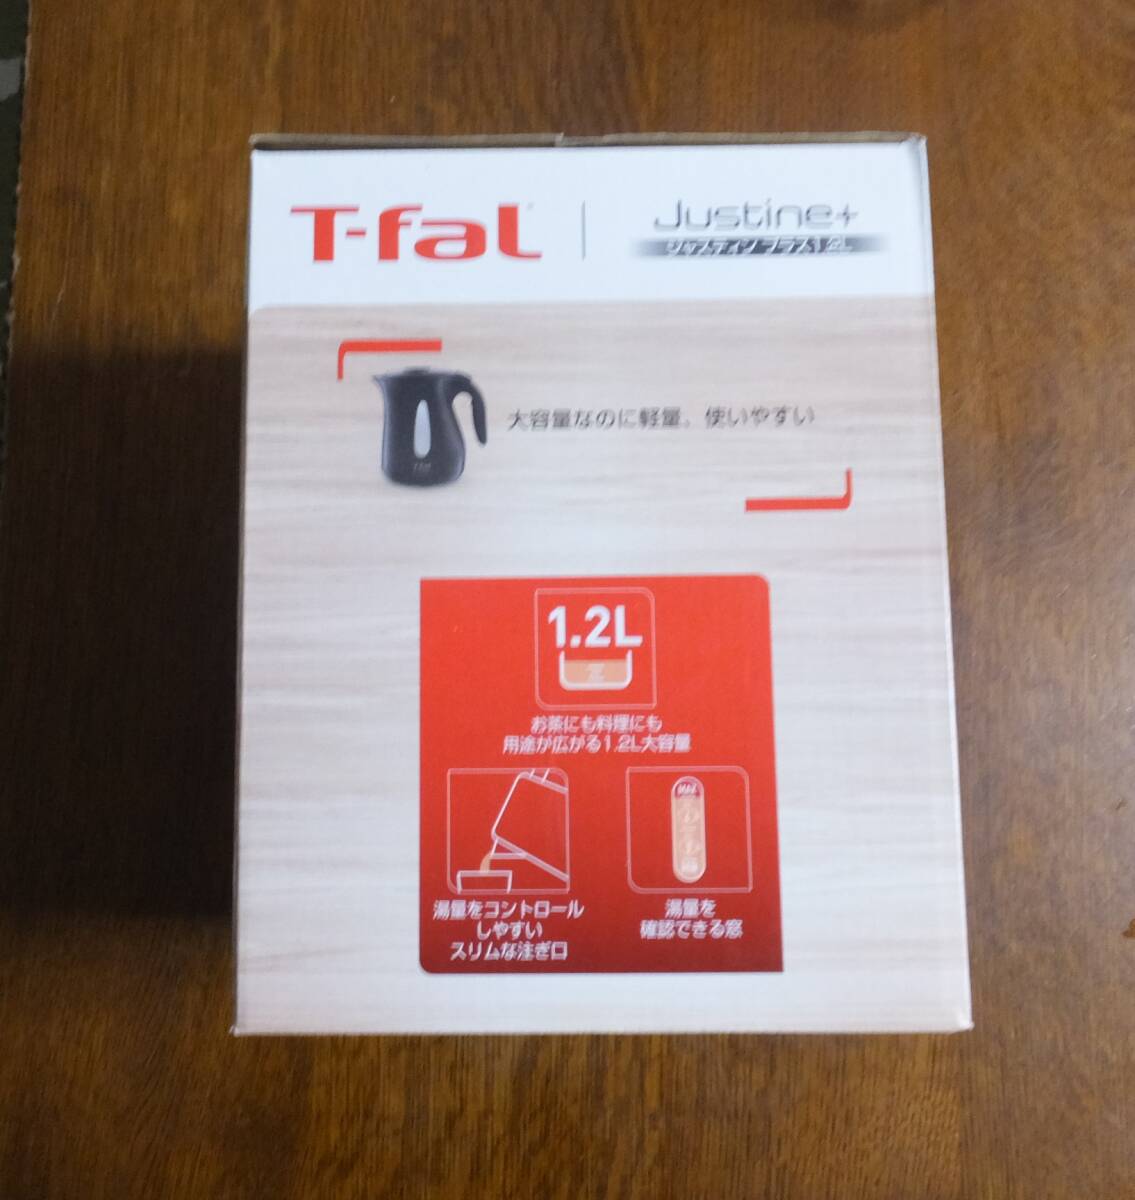 T-fal
Justine+
ジャスティン プラス1.2L
大容量なのに軽量、使いやすい
1.2L
お茶にも料理にも
用途が広がる1.2L大容量
MAX
湯量をコントロール
しやすい
スリムな注ぎ口
湯量を
確認できる窓